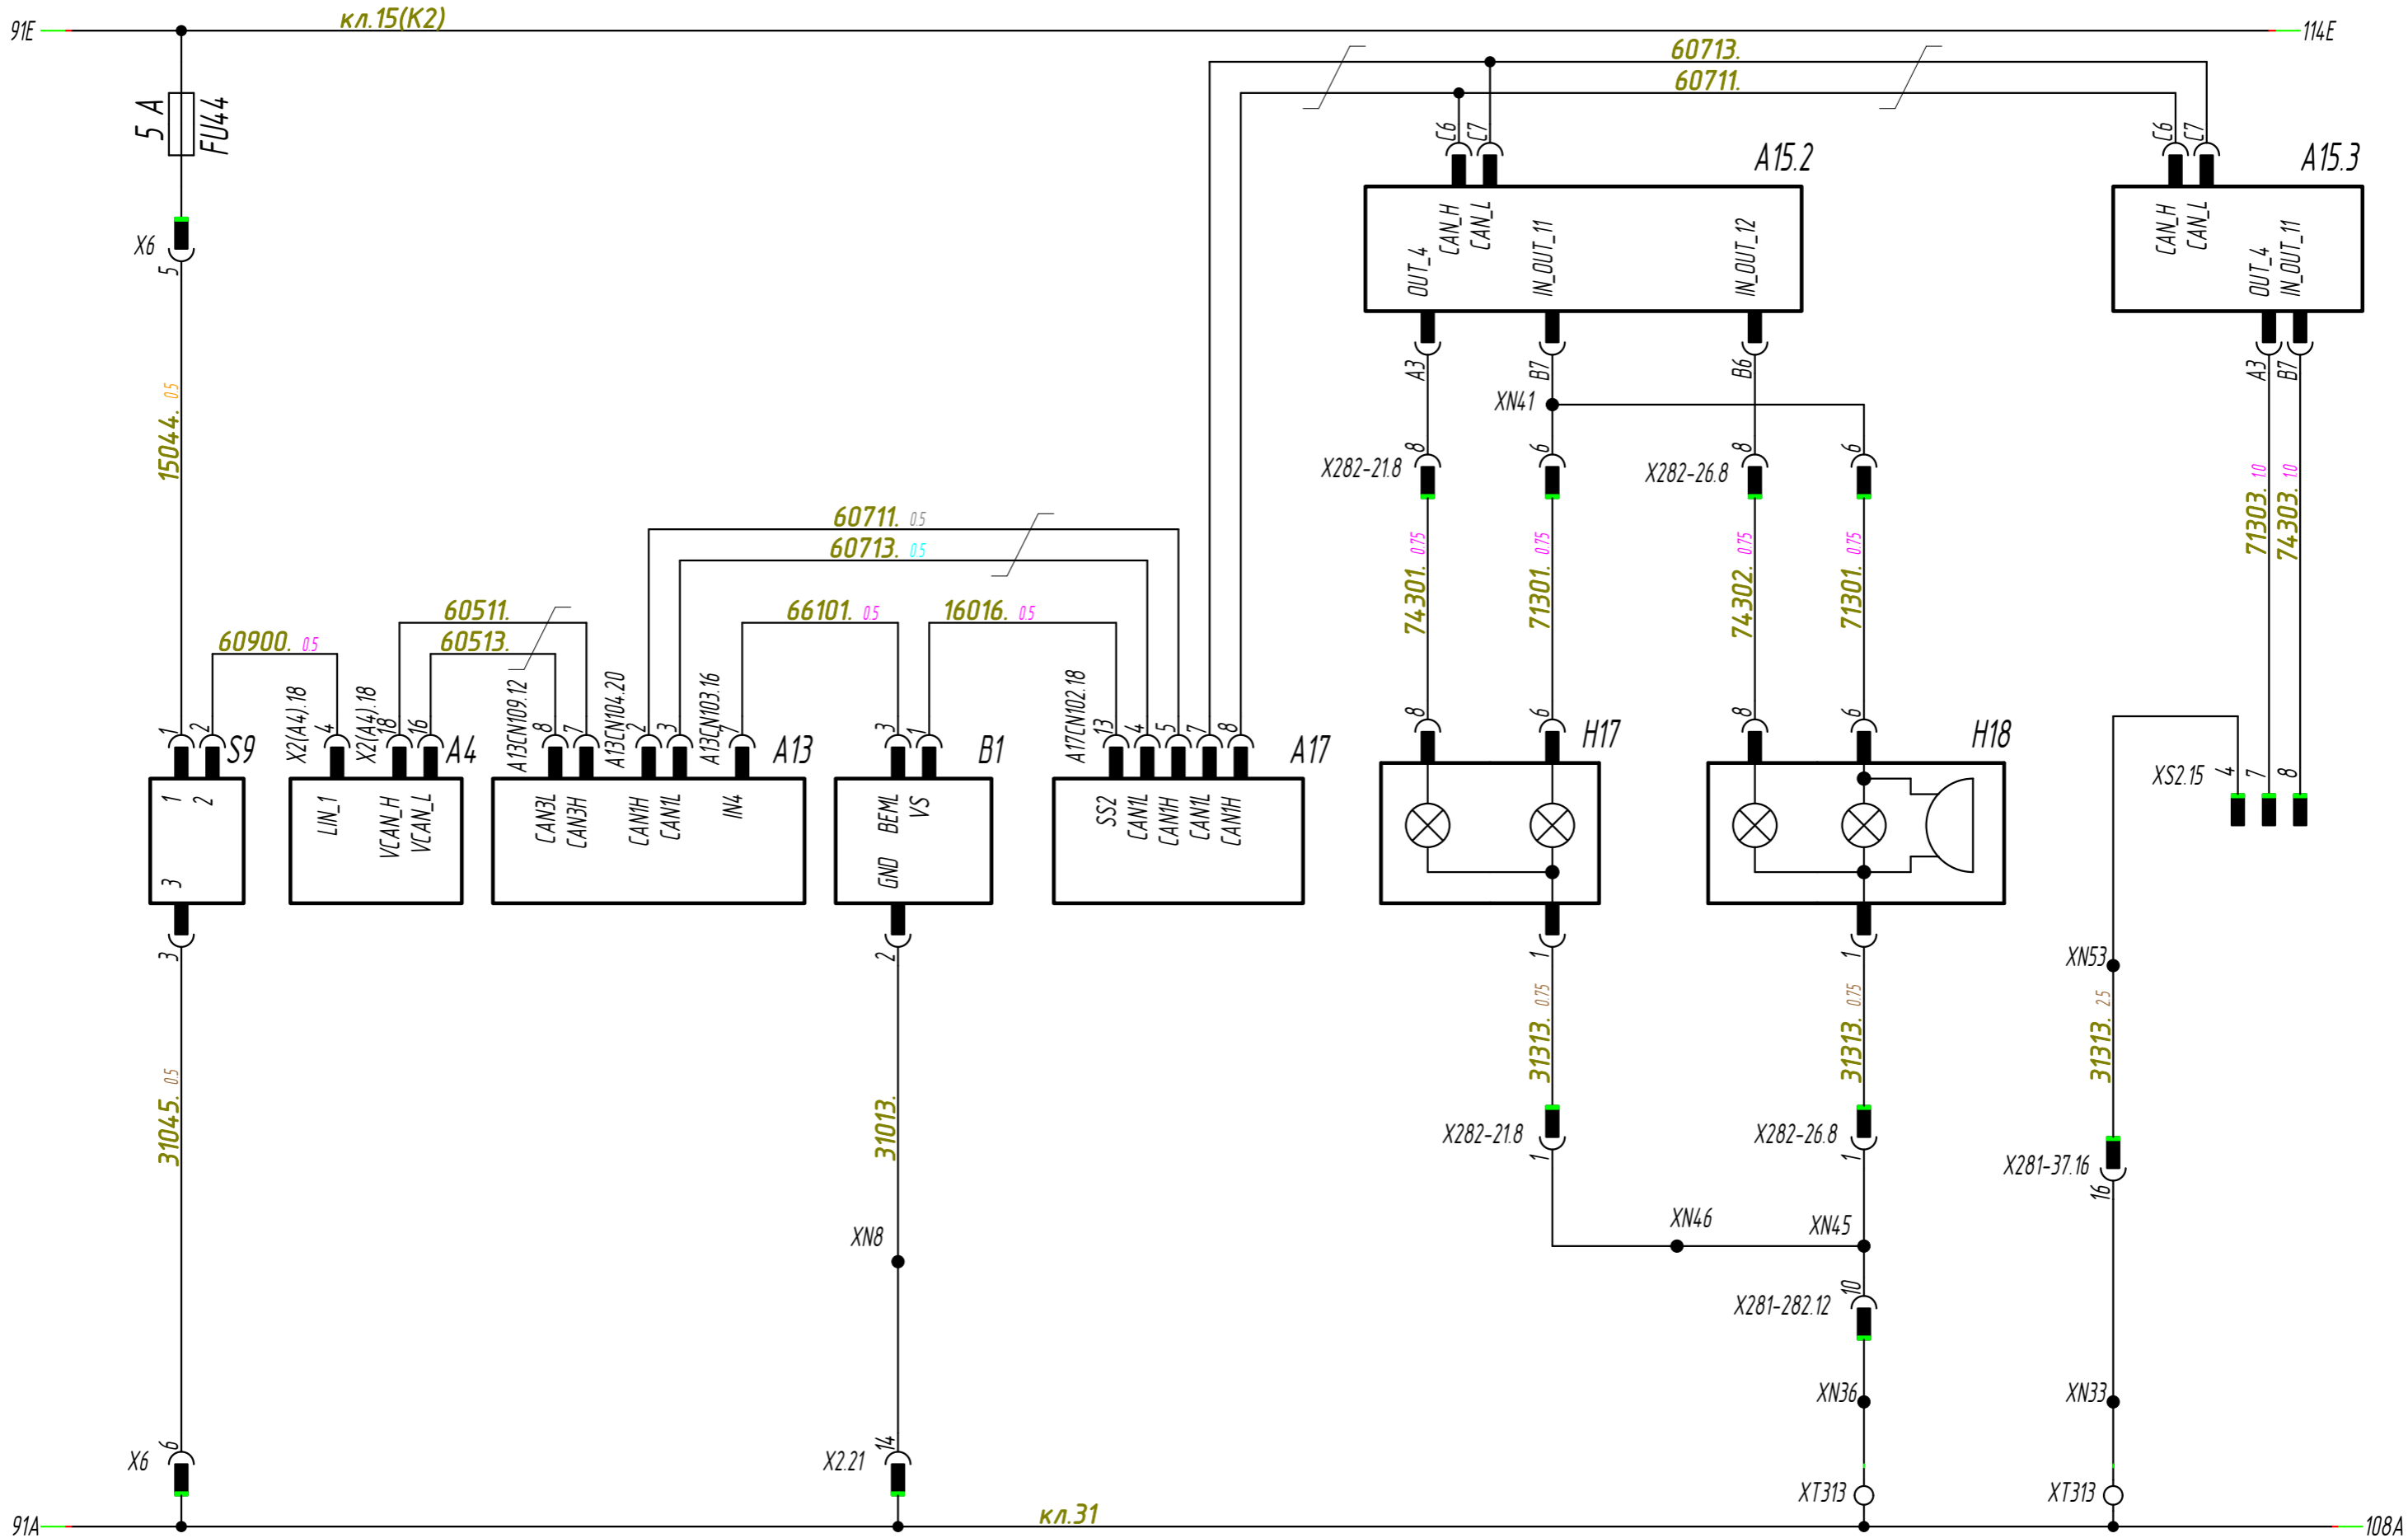 91E
кл.15(К2)
114E
60713.
60711.
5 A
FU44
C6
C7
A15.2
C6
C7
A15.3
X6
5
CAN_H
CAN_L
OUT_4
IN_OUT_11
IN_OUT_12
CAN_H
CAN_L
OUT_4
IN_OUT_11
A3
B7
B6
A3
B7
XN41
15044. 0.5
X282-21.8
8
6
X282-26.8
8
6
71303. 1.0
74303. 1.0
60711. 0.5
60713. 0.5
74301. 0.75
71301. 0.75
74302. 0.75
71301. 0.75
60511.
60513.
66101. 0.5
16016. 0.5
60900. 0.5
1
2
S9
X2(A4).18
4
X2(A4).18
18
16
A4
A13CN109.12
8
7
A13CN104.20
2
3
A13CN103.16
7
A13
3
1
B1
A17CN102.18
13
4
5
7
8
A17
8
6
H17
8
6
H18
XS2.15
4
7
8
1
2
3
LIN_1
VCAN_H
VCAN_L
CAN3L
CAN3H
CAN1H
CAN1L
IN4
BEML
VS
GND
SS2
CAN1L
CAN1H
CAN1L
CAN1H
3
2
1
1
XN53
31045. 0.5
31013.
31313. 0.75
31313. 0.75
31313. 2.5
X282-21.8
1
X282-26.8
1
X281-37.16
16
XN8
XN46
XN45
X281-282.12
10
XN36
XN33
X6
6
X2.21
14
XT313
XT313
91A
кл.31
108A